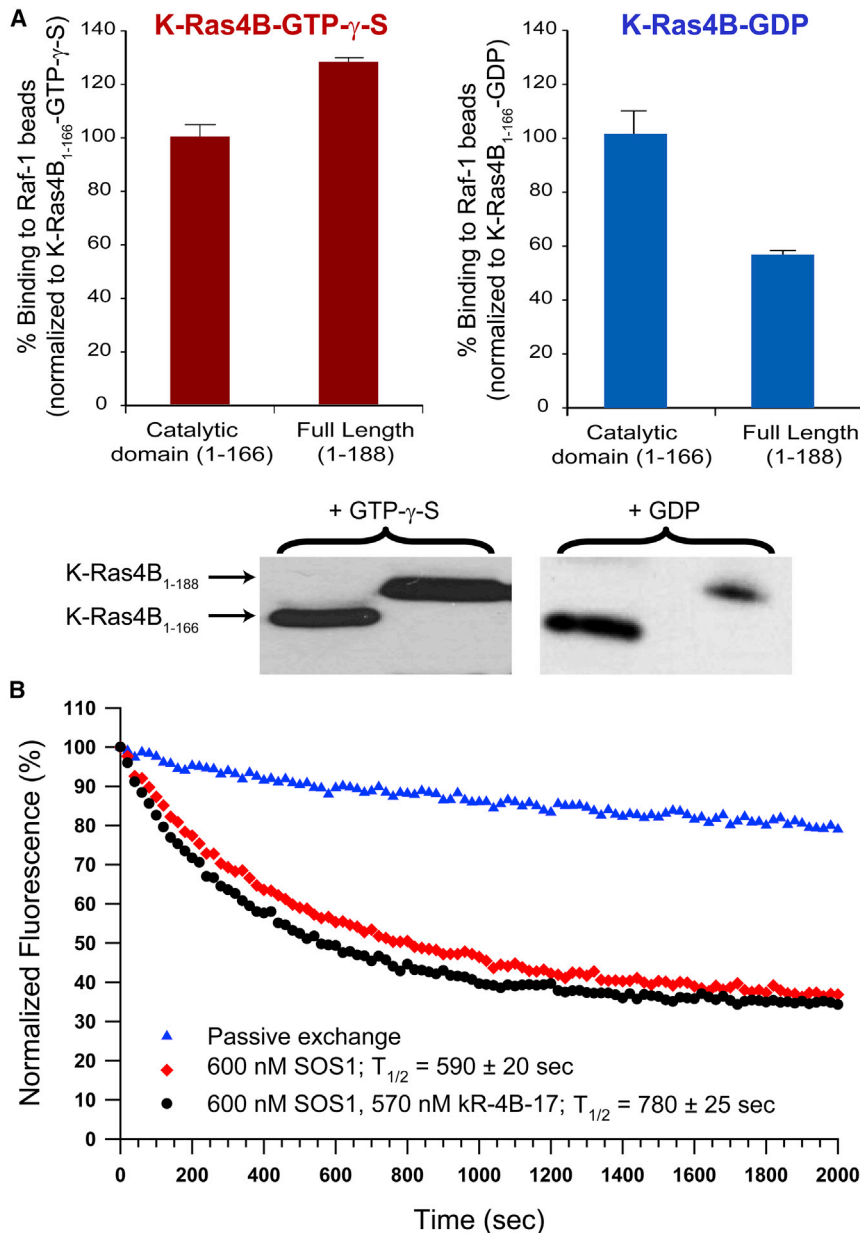 A
K-Ras4B-GTP-γ-S
% Binding to Raf-1 beads
(normalized to K-Ras4B1-166-GTP-γ-S)
140
120
100
80
60
40
20
0
Catalytic
domain (1-166)
Full Length
(1-188)
K-Ras4B-GDP
% Binding to Raf-1 beads
(normalized to K-Ras4B1-166-GDP)
140
120
100
80
60
40
20
0
Catalytic
domain (1-166)
Full Length
(1-188)
+ GTP-γ-S
+ GDP
K-Ras4B1-188
K-Ras4B1-166
B
Normalized Fluorescence (%)
110
100
90
80
70
60
50
40
30
20
10
0
Passive exchange
600 nM SOS1; T1/2 = 590 ± 20 sec
600 nM SOS1, 570 nM kR-4B-17; T1/2 = 780 ± 25 sec
0 200 400 600 800 1000 1200 1400 1600 1800 2000
Time (sec)